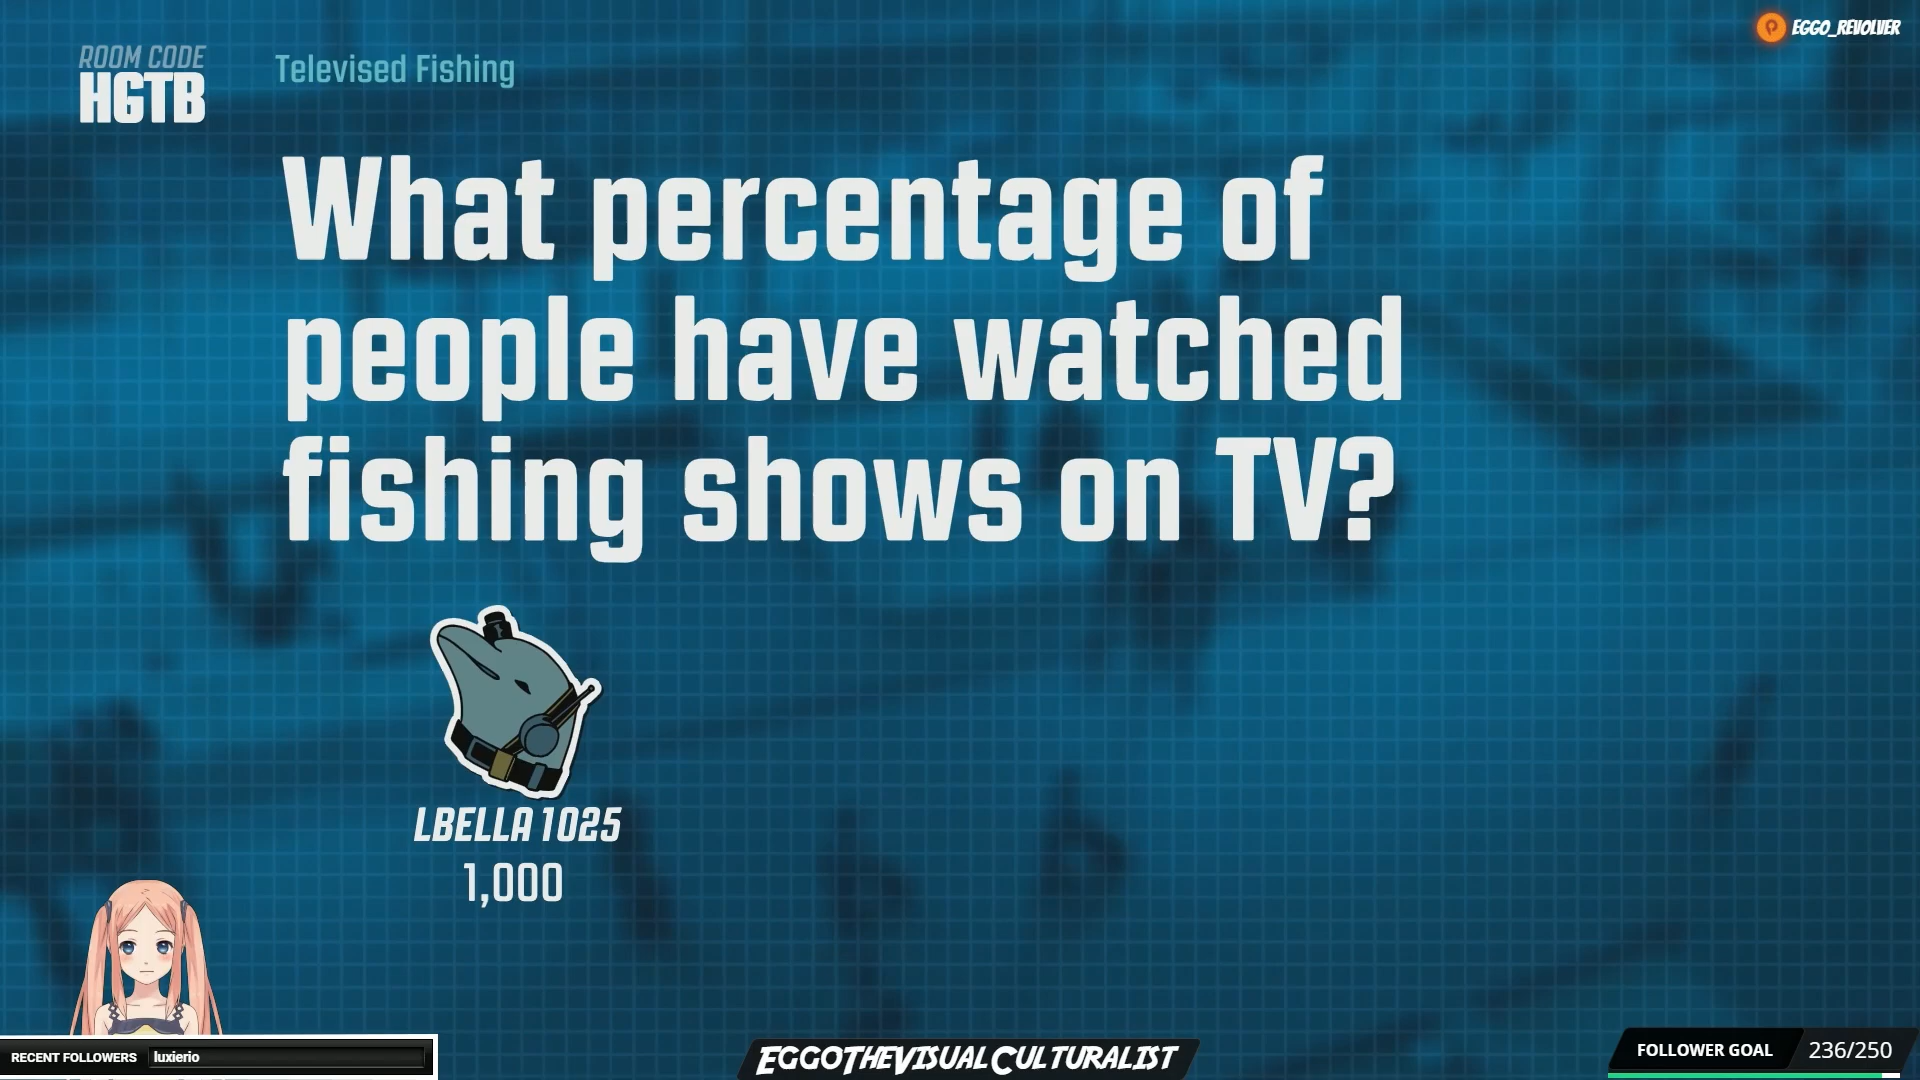 EGGO_REVOLVER
ROOM CODE
HGTB
Televised Fishing
What percentage of
people have watched
fishing shows on TV?
LBELLA 1025
1,000
RECENT FOLLOWERS luxierio
EGGOTHEVISUALCULTURALIST
FOLLOWER GOAL 236/250